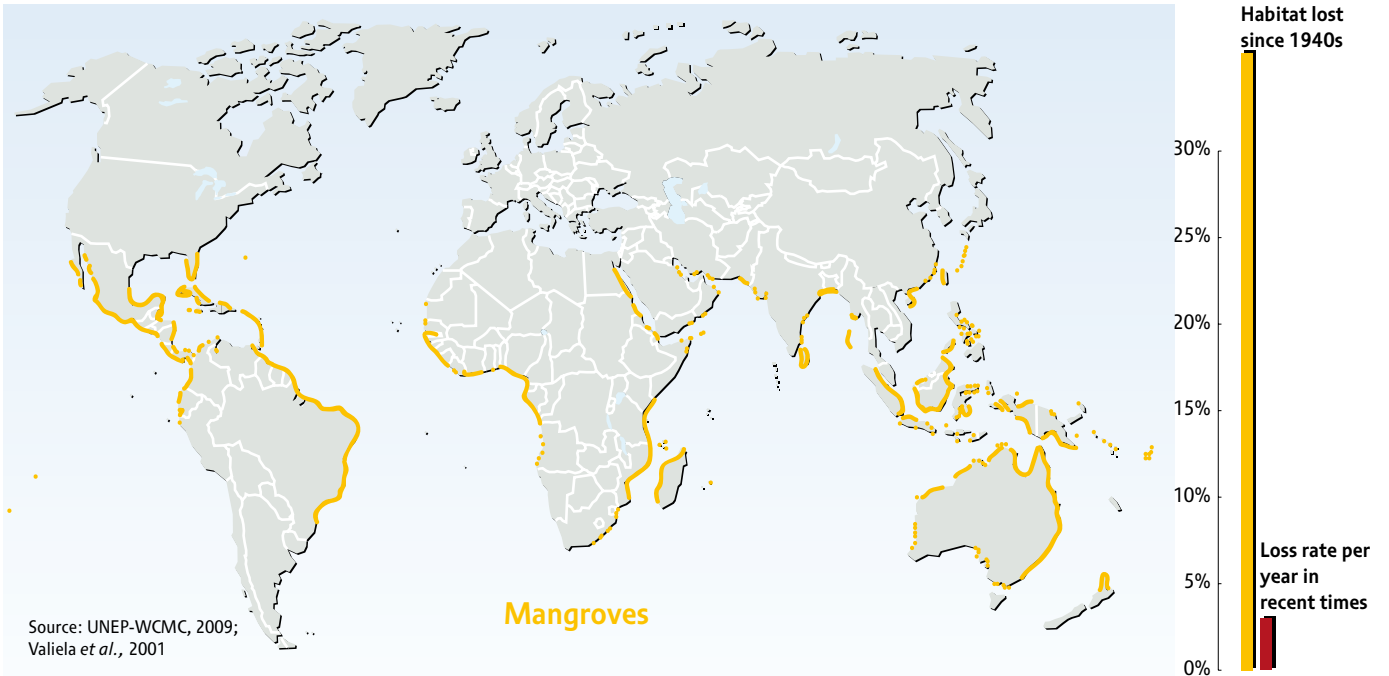 Habitat lost
since 1940s
30%
25%
20%
15%
10%
Loss rate per
year in
recent times
5%
0%
Mangroves
Source: UNEP-WCMC, 2009;
Valiela et al., 2001